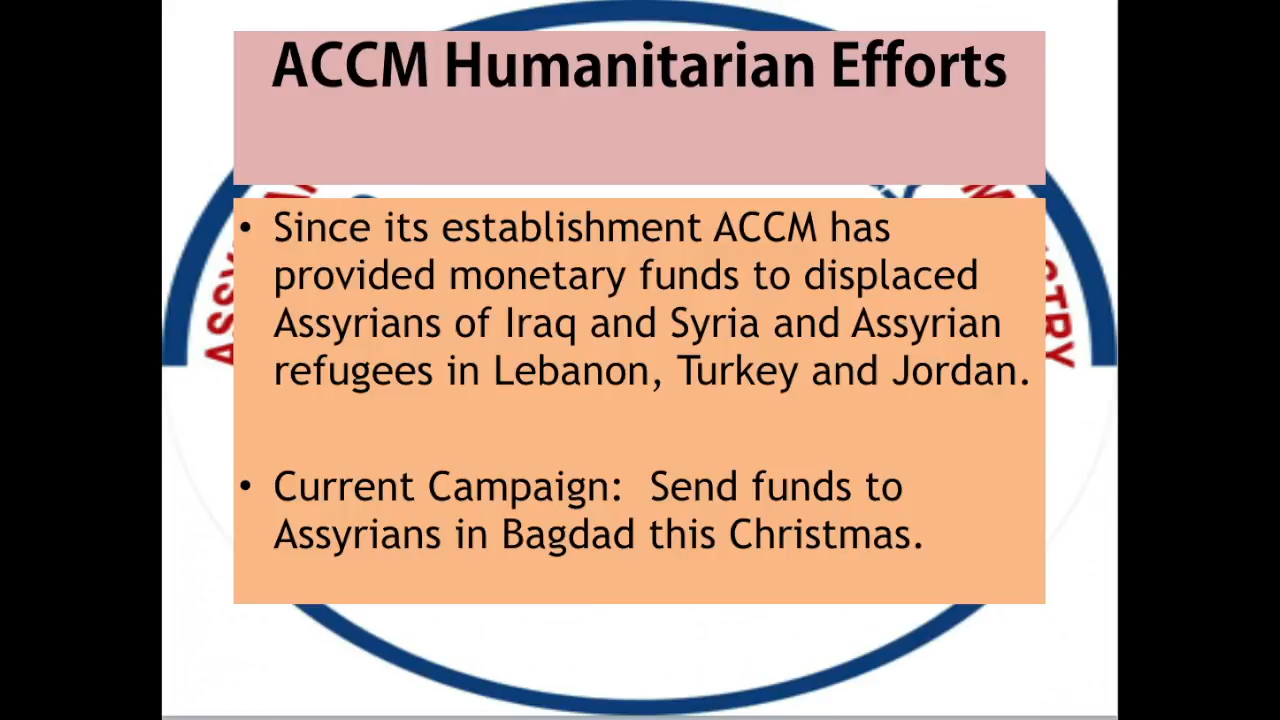 ACCM Humanitarian Efforts
• Since its establishment ACCM has
provided monetary funds to displaced
Assyrians of Iraq and Syria and Assyrian
refugees in Lebanon, Turkey and Jordan.
• Current Campaign:  Send funds to
Assyrians in Bagdad this Christmas.